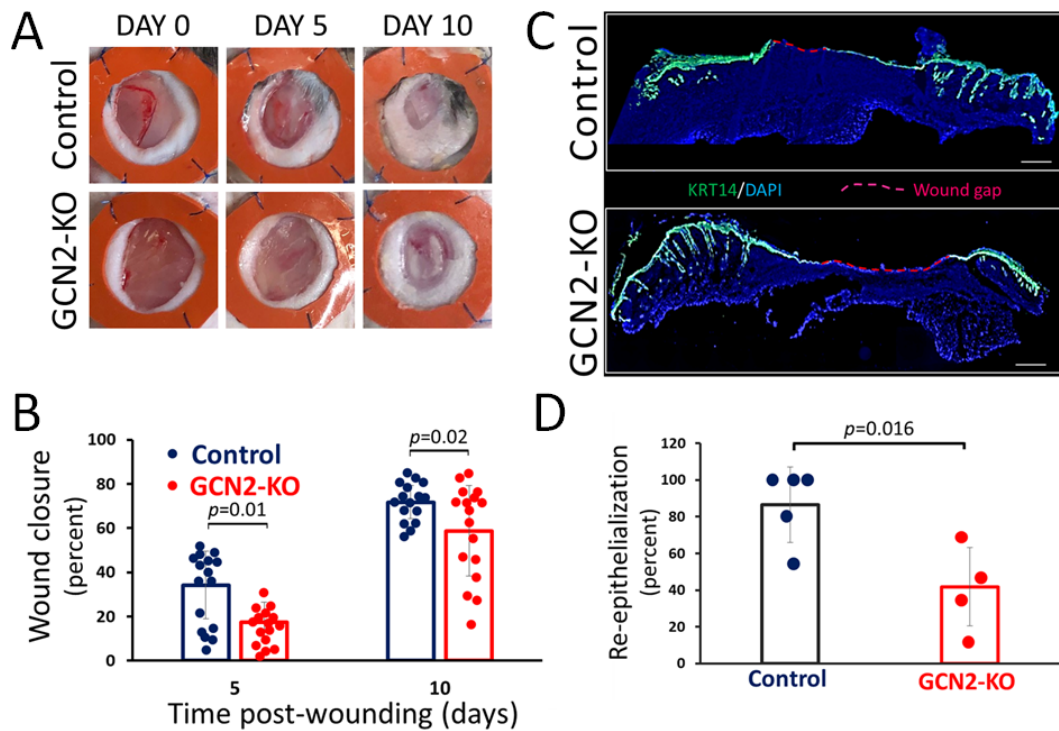 A
DAY 0 DAY 5 DAY 10
Control
GCN2-KO
C
Control
KRT14/DAPI Wound gap
GCN2-KO
B
Wound closure
(percent)
100
80
60
40
20
0
Control
GCN2-KO
p=0.01
p=0.02
5 10
Time post-wounding (days)
D
Re-epithelialization
(percent)
120
100
80
60
40
20
0
p=0.016
Control GCN2-KO